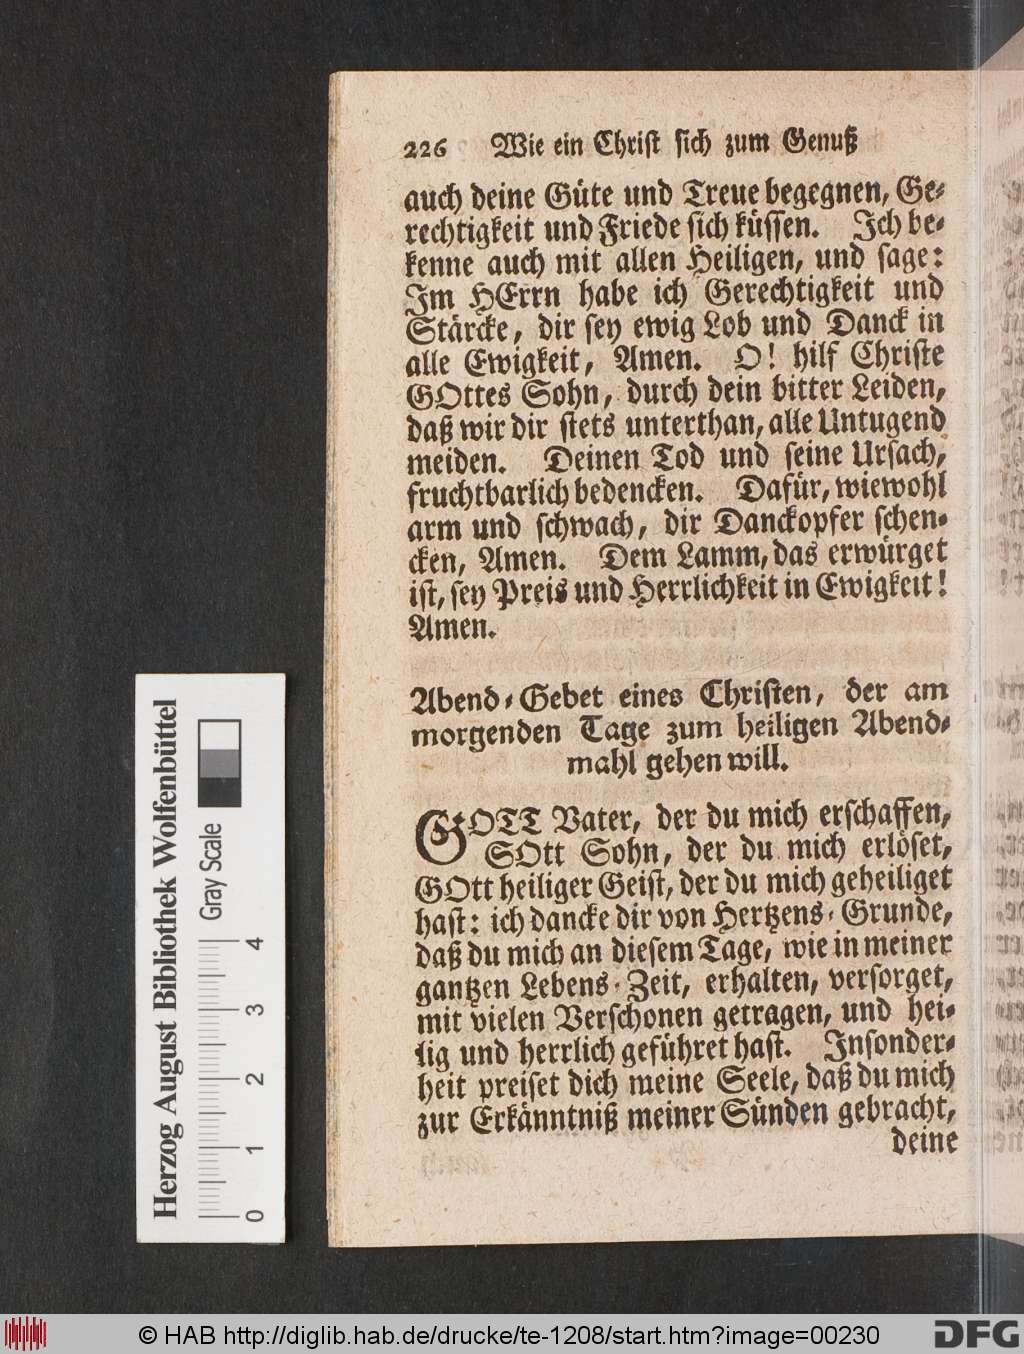 226 Wie ein Christ sich zum Genuß
auch deine Güte und Treue begegnen, Ge-
rechtigkeit und Friede sich küssen. Ich be-
kenne auch mit allen Heiligen, und sage:
Im HErrn habe ich Gerechtigkeit und
Stärcke, dir sey ewig Lob und Danck in
alle Ewigkeit, Amen. O! hilf Christe
GOttes Sohn, durch dein bitter Leiden,
daß wir dir stets unterthan, alle Untugend
meiden. Deinen Tod und seine Ursach,
fruchtbarlich bedencken. Dafür, wiewohl
arm und schwach, dir Danckopfer schen-
cken, Amen. Dem Lamm, das erwürget
ist, sey Preis und Herrlichkeit in Ewigkeit!
Amen.
Abend-Gebet eines Christen, der am
morgenden Tage zum heiligen Abend-
mahl gehen will.
GOTT Vater, der du mich erschaffen,
GOtt Sohn, der du mich erlöset,
GOtt heiliger Geist, der du mich geheiliget
hast: ich dancke dir von Hertzens-Grunde,
daß du mich an diesem Tage, wie in meiner
gantzen Lebens-Zeit, erhalten, versorget,
mit vielen Verschonen getragen, und hei-
lig und herrlich geführet hast. Insonder-
heit preiset dich meine Seele, daß du mich
zur Erkänntniß meiner Sünden gebracht,
deine
Herzog August Bibliothek Wolfenbüttel
Gray Scale
0 1 2 3 4
© HAB http://diglib.hab.de/drucke/te-1208/start.htm?image=00230
DFG